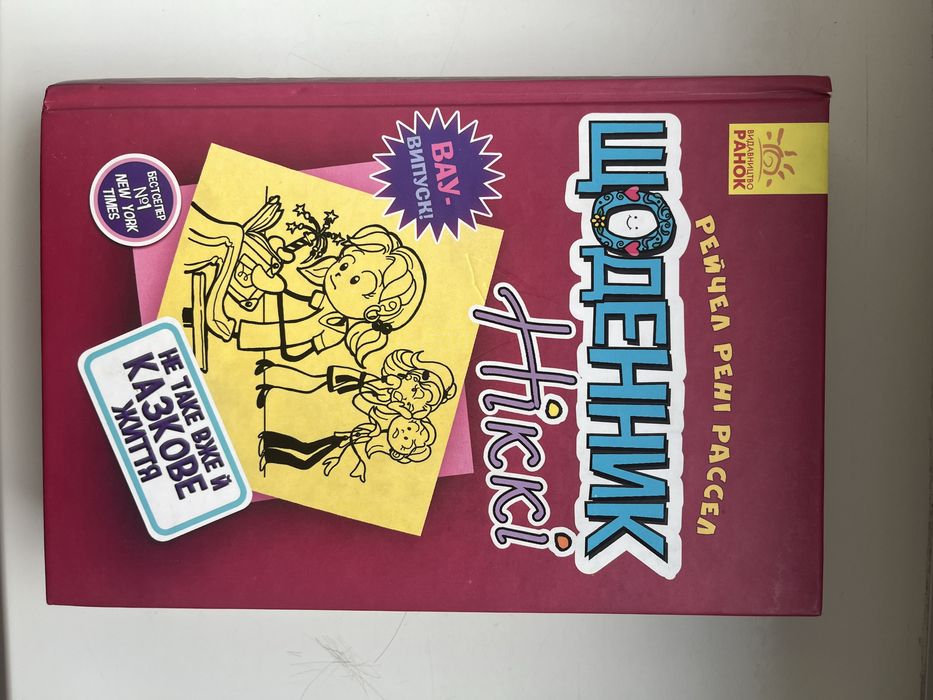 ВИДАВНИЦТВО
РАНОК
РЕЙЧЕЛ РЕНІ РАССЕЛ
ЩОДЕННИК
Ніккі
ВАУ-
ВИПУСК!
БЕСТСЕЛЕР
№1
NEW YORK
TIMES
НЕ ТАКЕ ВЖЕ Й
КАЗКОВЕ
ЖИТТЯ